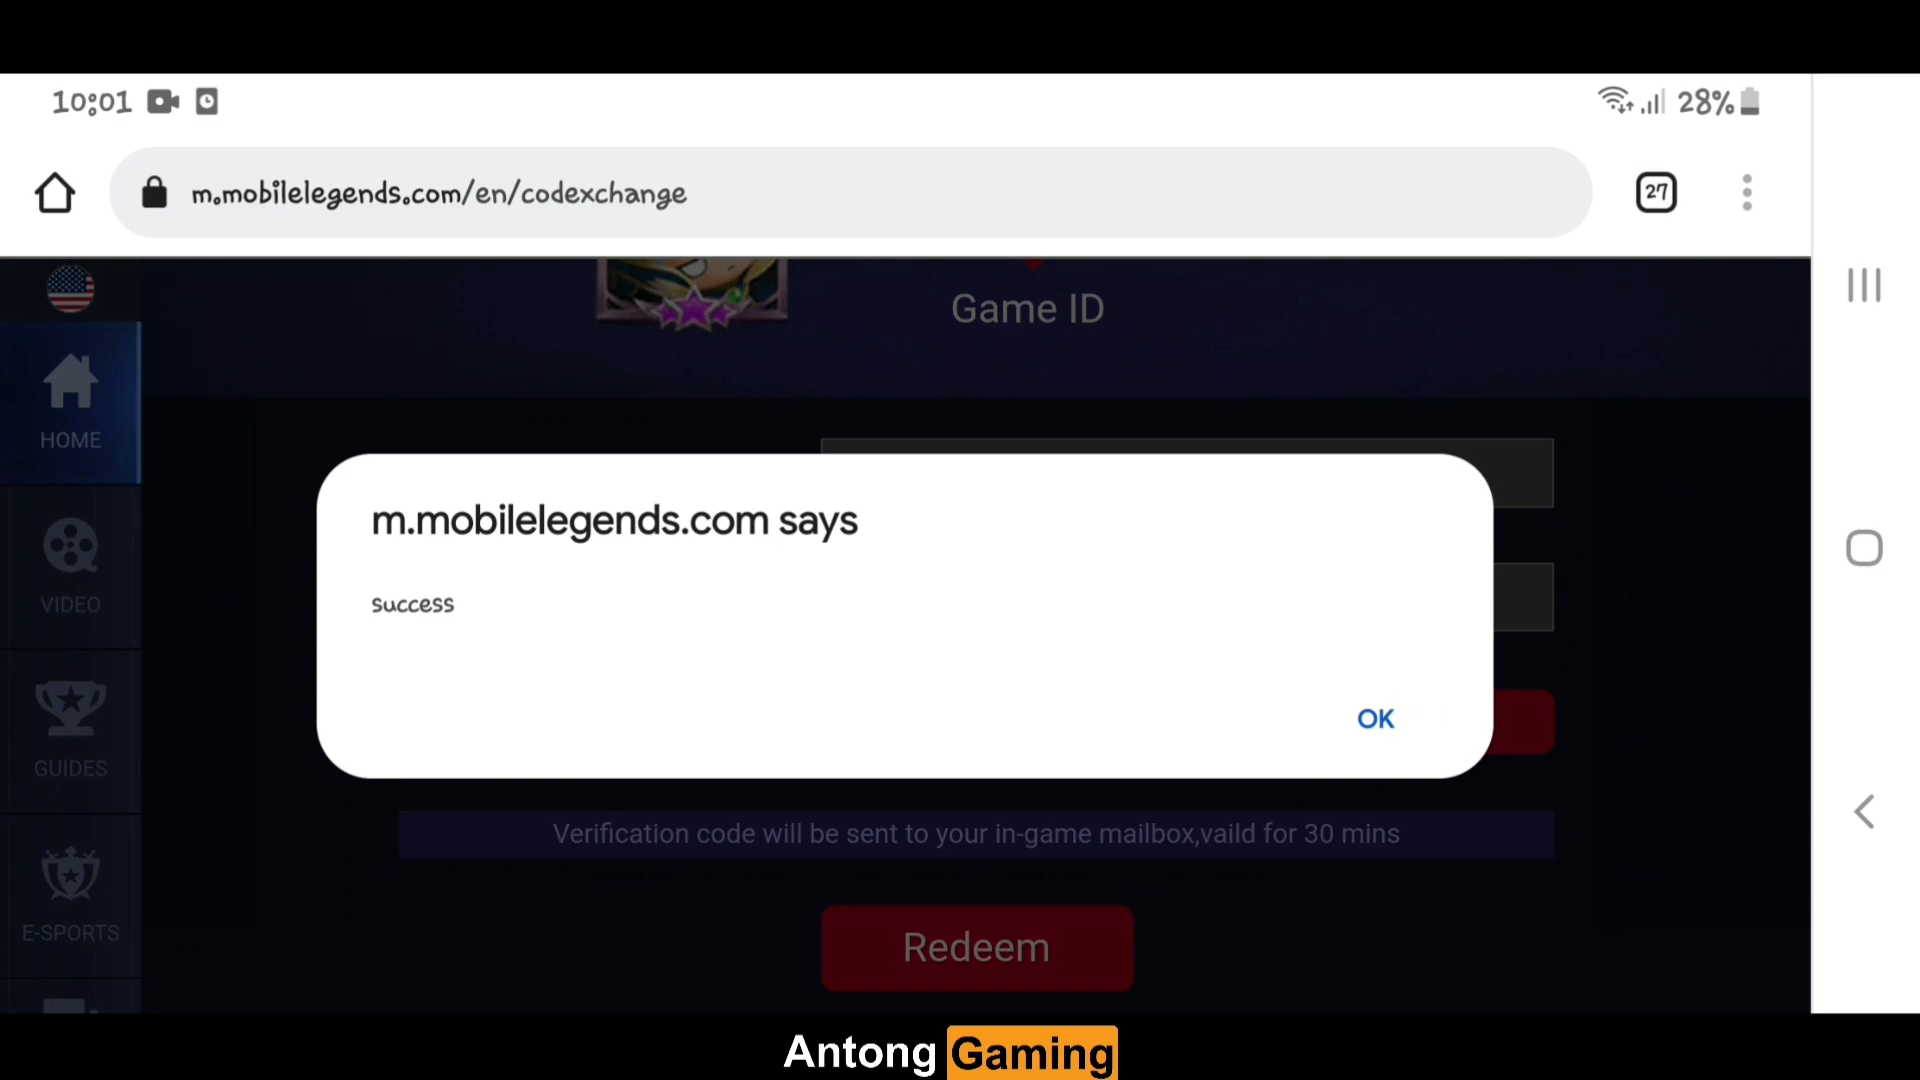 10:01
28%
m.mobilelegends.com/en/codexchange
27
Game ID
HOME
m.mobilelegends.com says
success
VIDEO
OK
GUIDES
Verification code will be sent to your in-game mailbox,vaild for 30 mins
E-SPORTS
Redeem
Antong Gaming